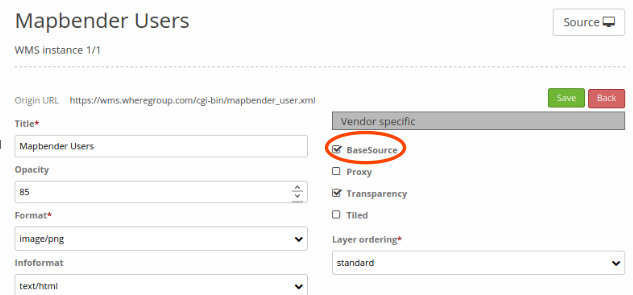 Mapbender Users
Source
WMS instance 1/1
Origin URL https://wms.wheregroup.com/cgi-bin/mapbender_user.xml
Save Back
Title*
Mapbender Users
Opacity
85
Format*
image/png
Infoformat
text/html
Vendor specific
BaseSource
Proxy
Transparency
Tiled
Layer ordering*
standard